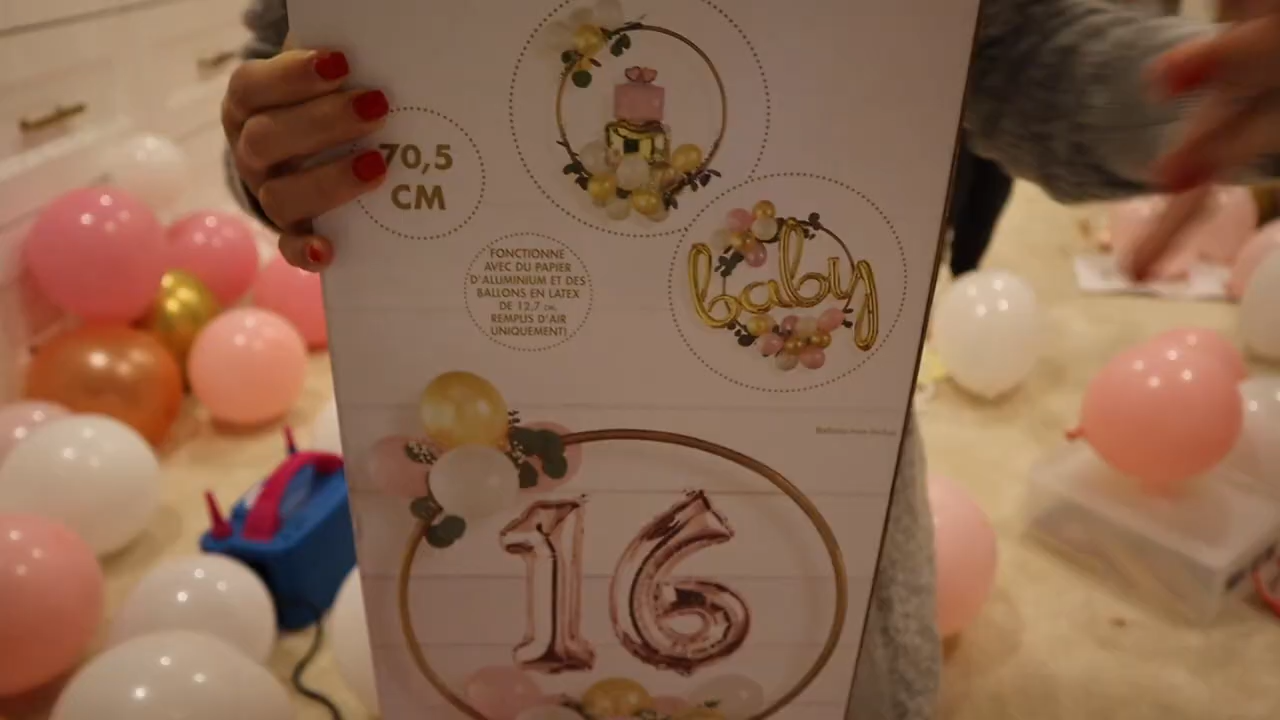 70,5
CM
FONCTIONNE
AVEC DU PAPIER
D'ALUMINIUM ET DES
BALLONS EN LATEX
DE 12,7 CM,
REMPLIS D'AIR
UNIQUEMENT!
baby
16